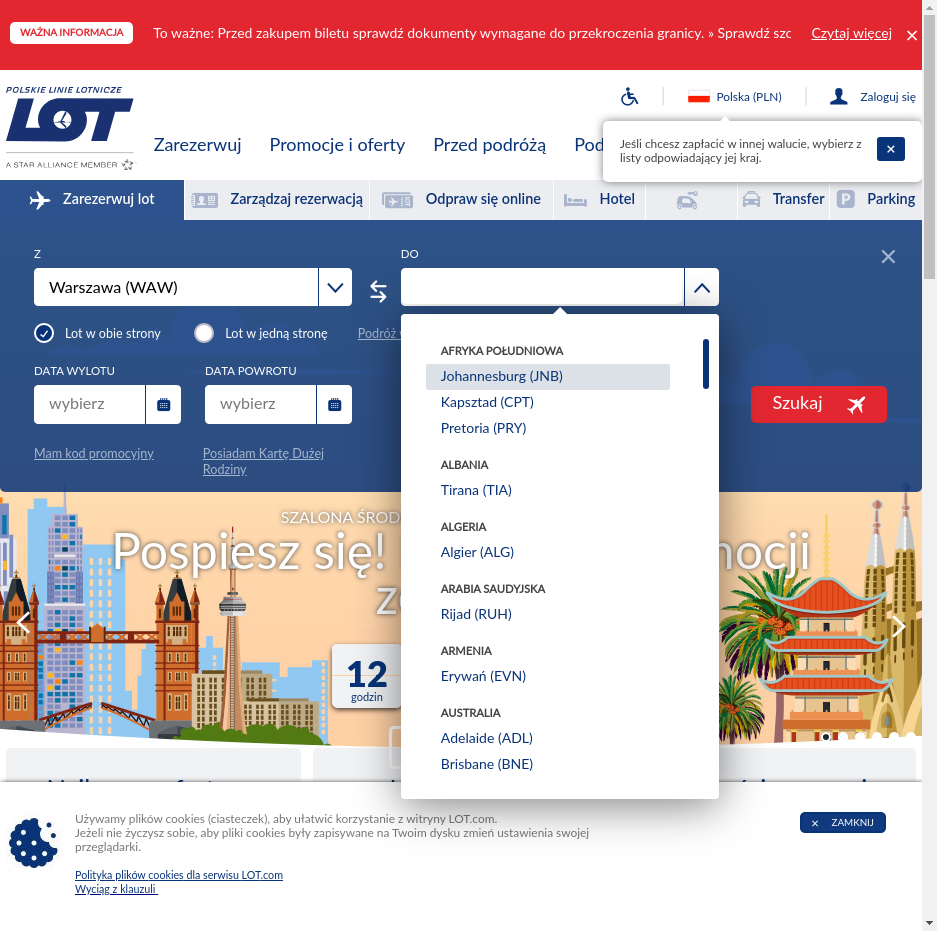 WAŻNA INFORMACJA
To ważne: Przed zakupem biletu sprawdź dokumenty wymagane do przekroczenia granicy. » Sprawdź
Czytaj więcej
POLSKIE LINIE LOTNICZE
LOT
A STAR ALLIANCE MEMBER
Polska (PLN)
Zaloguj się
Zarezerwuj
Promocje i oferty
Przed podróżą
Jeśli chcesz zapłacić w innej walucie, wybierz z
listy odpowiadający jej kraj.
Zarezerwuj lot
Zarządzaj rezerwacją
Odpraw się online
Hotel
Transfer
Parking
Z
DO
Warszawa (WAW)
Lot w obie strony
Lot w jedną stronę
Podróż
DATA WYLOTU
DATA POWROTU
wybierz
wybierz
Szukaj
Mam kod promocyjny
Posiadam Kartę Dużej
Rodziny
AFRYKA POŁUDNIOWA
Johannesburg (JNB)
Kapsztad (CPT)
Pretoria (PRY)
ALBANIA
Tirana (TIA)
ALGERIA
Algier (ALG)
ARABIA SAUDYJSKA
Rijad (RUH)
ARMENIA
Erywań (EVN)
AUSTRALIA
Adelaide (ADL)
Brisbane (BNE)
SZALONA
Pospiesz się!
12
godzin
Używamy plików cookies (ciasteczek), aby ułatwić korzystanie z witryny LOT.com.
Jeżeli nie życzysz sobie, aby pliki cookies były zapisywane na Twoim dysku zmień ustawienia swojej
przeglądarki.
Polityka plików cookies dla serwisu LOT.com
Wyciąg z klauzuli
ZAMKNIJ